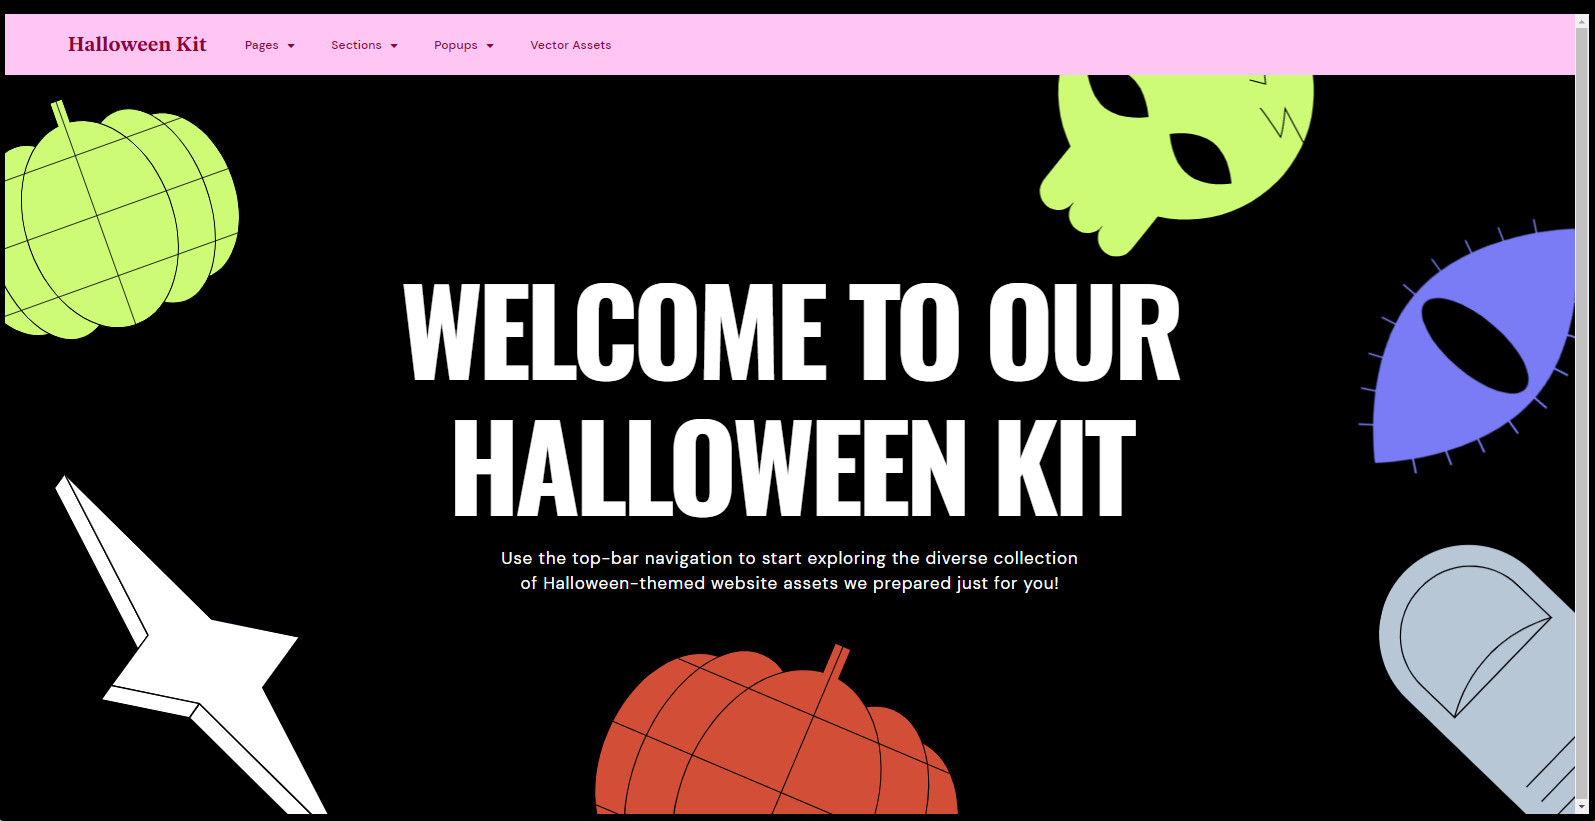 Halloween Kit Pages Sections Popups Vector Assets
WELCOME TO OUR
HALLOWEEN KIT
Use the top-bar navigation to start exploring the diverse collection
of Halloween-themed website assets we prepared just for you!